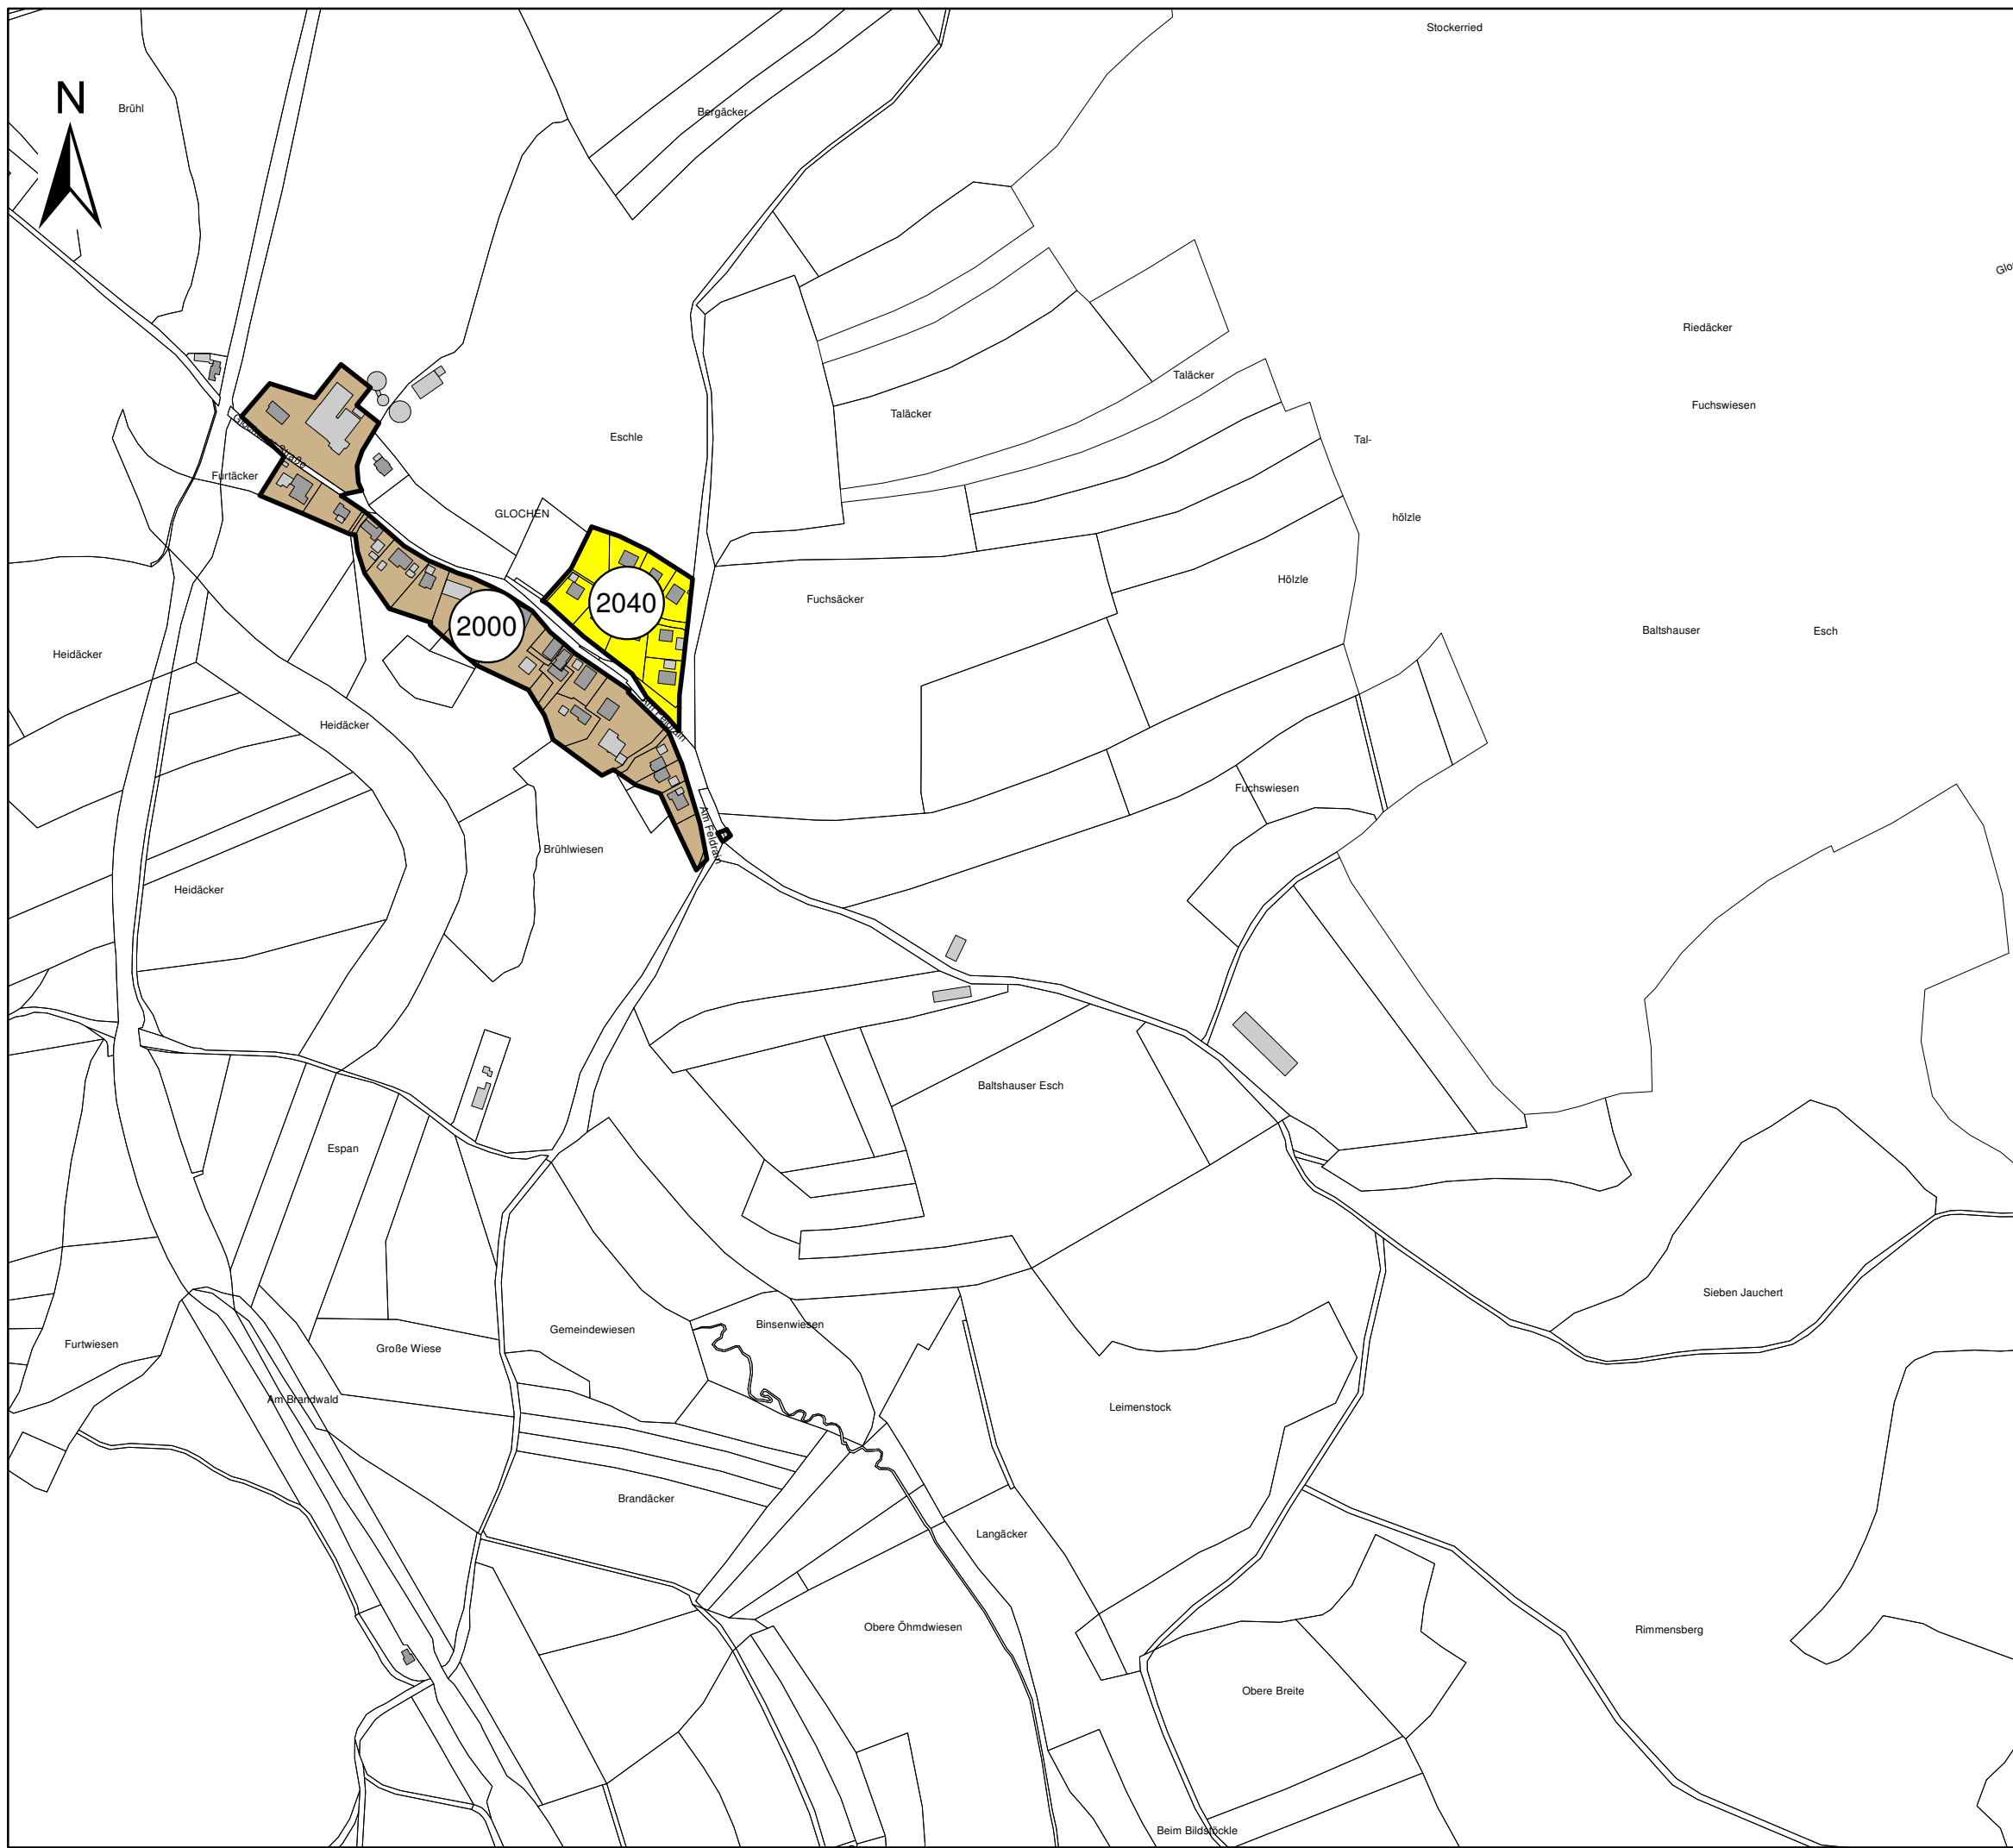 Stockerried
N
Brühl
Bergäcker
Riedäcker
Taläcker
Fuchswiesen
Taläcker
Eschle
Tal-
Furtäcker
GLOCHEN
hölzle
Hölzle
2040
Fuchsäcker
2000
Baltshauser
Esch
Heidäcker
Heidäcker
Am Feldrain
Fuchswiesen
Am Feldrain
Brühlwiesen
Heidäcker
Baltshauser Esch
Espan
Sieben Jauchert
Binsenwiesen
Gemeindewiesen
Furtwiesen
Große Wiese
Am Brandwald
Leimenstock
Brandäcker
Langäcker
Obere Öhmdwiesen
Rimmensberg
Obere Breite
Beim Bildstöckle